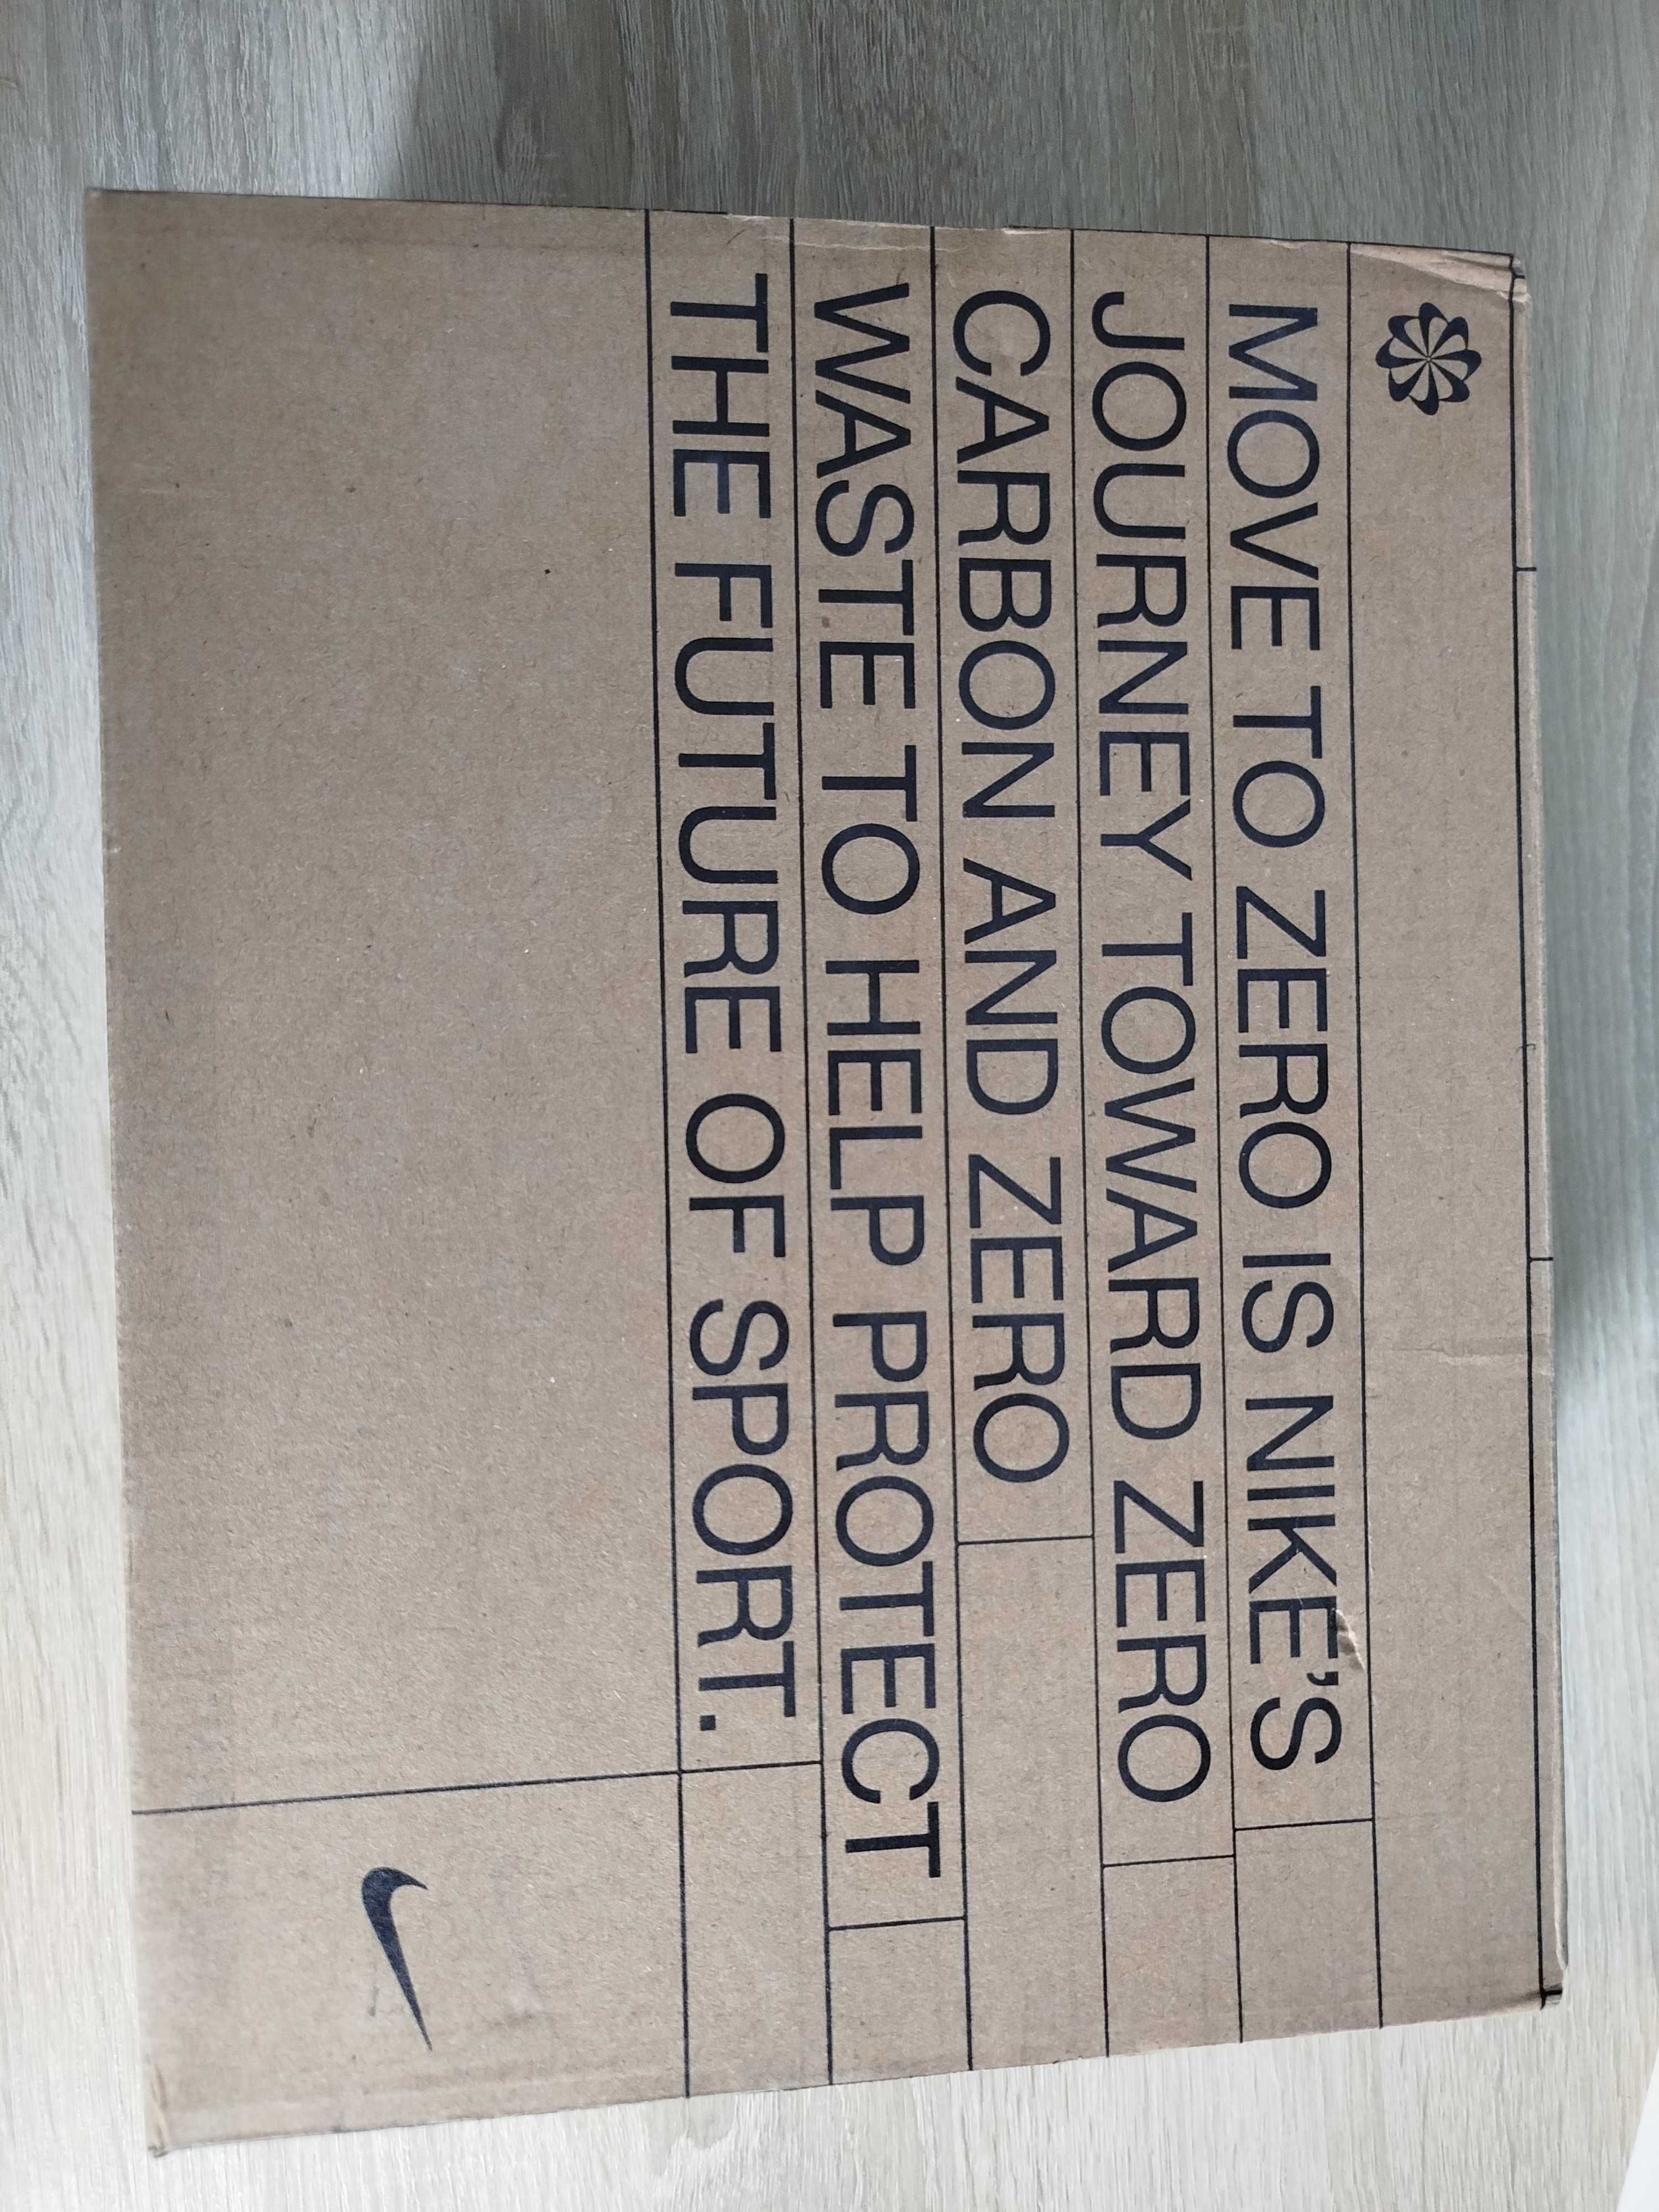 MOVE TO ZERO IS NIKE'S
JOURNEY TOWARD ZERO
CARBON AND ZERO
WASTE TO HELP PROTECT
THE FUTURE OF SPORT.